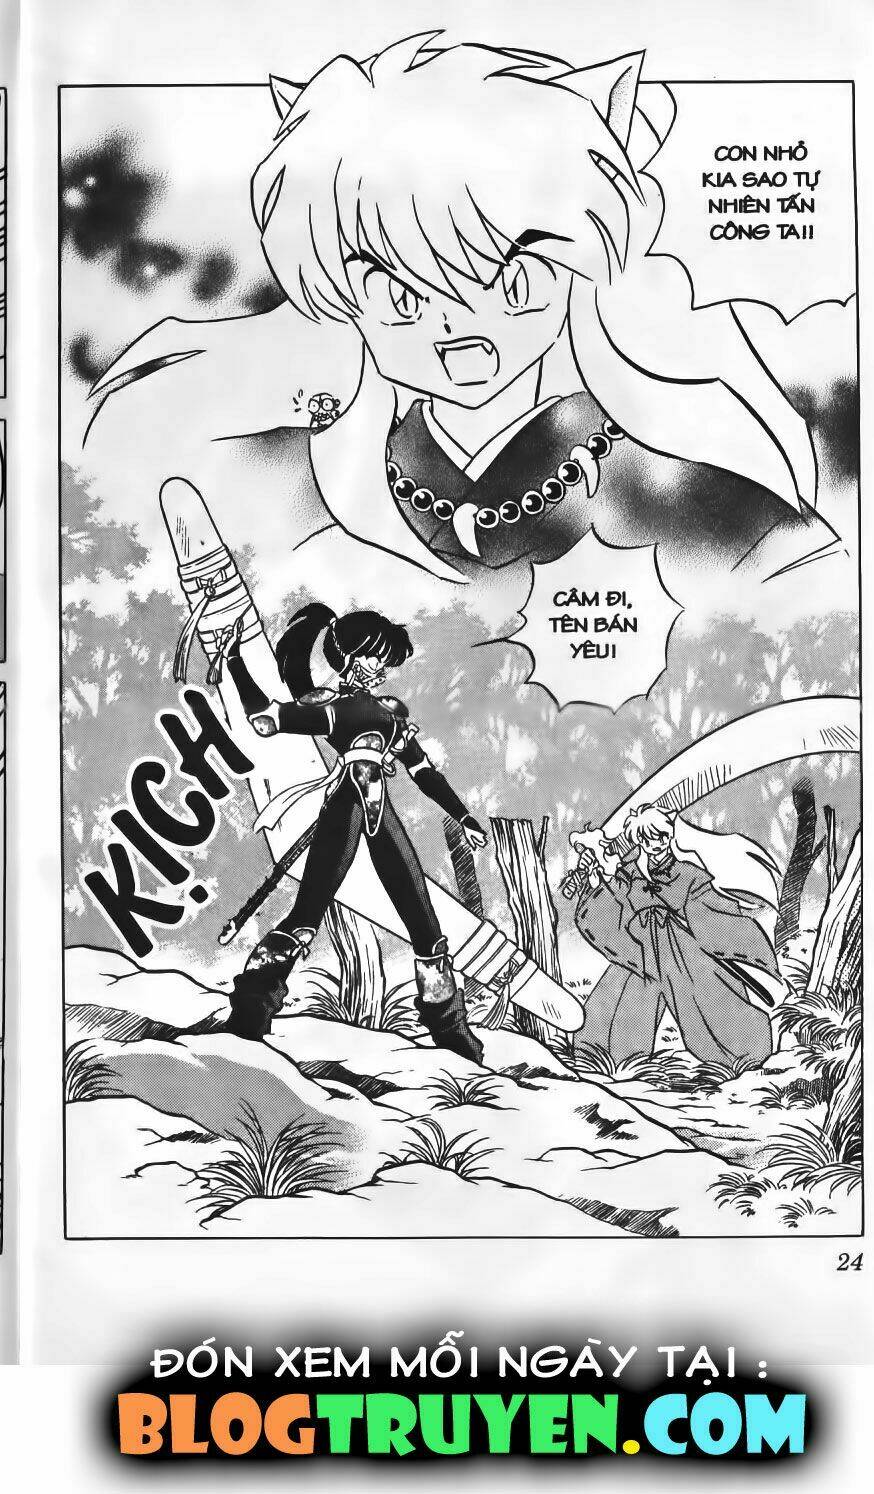 CON NHỎ
KIA SAO TỰ
NHIÊN TẤN
CÔNG TA!!
CÂM ĐI,
TÊN BÁN
YÊU!
KỊCH
24
ĐÓN XEM MỖI NGÀY TẠI :
BLOGTRUYEN.COM